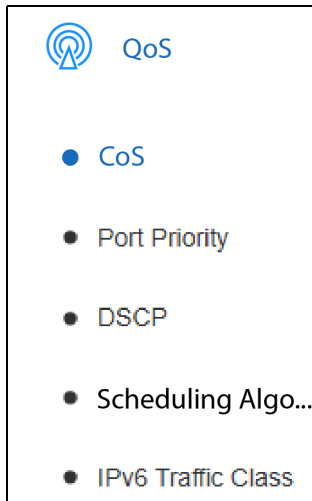 QoS
CoS
Port Priority
DSCP
Scheduling Algo...
IPv6 Traffic Class